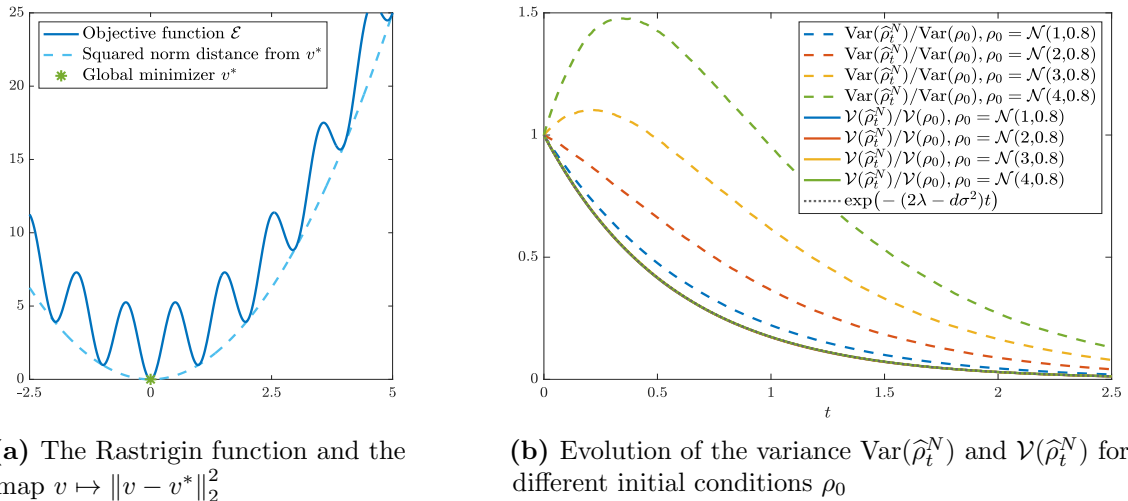 25
20
15
10
5
0
-2.5
0
2.5
5
Objective function ℰ
Squared norm distance from v*
Global minimizer v*
1.5
1
0.5
0
0
0.5
1
1.5
2
2.5
t
Var(ρ̂ₜᴺ)/Var(ρ₀), ρ₀ = 𝒩(1,0.8)
Var(ρ̂ₜᴺ)/Var(ρ₀), ρ₀ = 𝒩(2,0.8)
Var(ρ̂ₜᴺ)/Var(ρ₀), ρ₀ = 𝒩(3,0.8)
Var(ρ̂ₜᴺ)/Var(ρ₀), ρ₀ = 𝒩(4,0.8)
𝒱(ρ̂ₜᴺ)/𝒱(ρ₀), ρ₀ = 𝒩(1,0.8)
𝒱(ρ̂ₜᴺ)/𝒱(ρ₀), ρ₀ = 𝒩(2,0.8)
𝒱(ρ̂ₜᴺ)/𝒱(ρ₀), ρ₀ = 𝒩(3,0.8)
𝒱(ρ̂ₜᴺ)/𝒱(ρ₀), ρ₀ = 𝒩(4,0.8)
exp(− (2λ − dσ²)t)
(a) The Rastrigin function and the
map v ↦ ‖v − v*‖₂²
(b) Evolution of the variance Var(ρ̂ₜᴺ) and 𝒱(ρ̂ₜᴺ) for
different initial conditions ρ₀